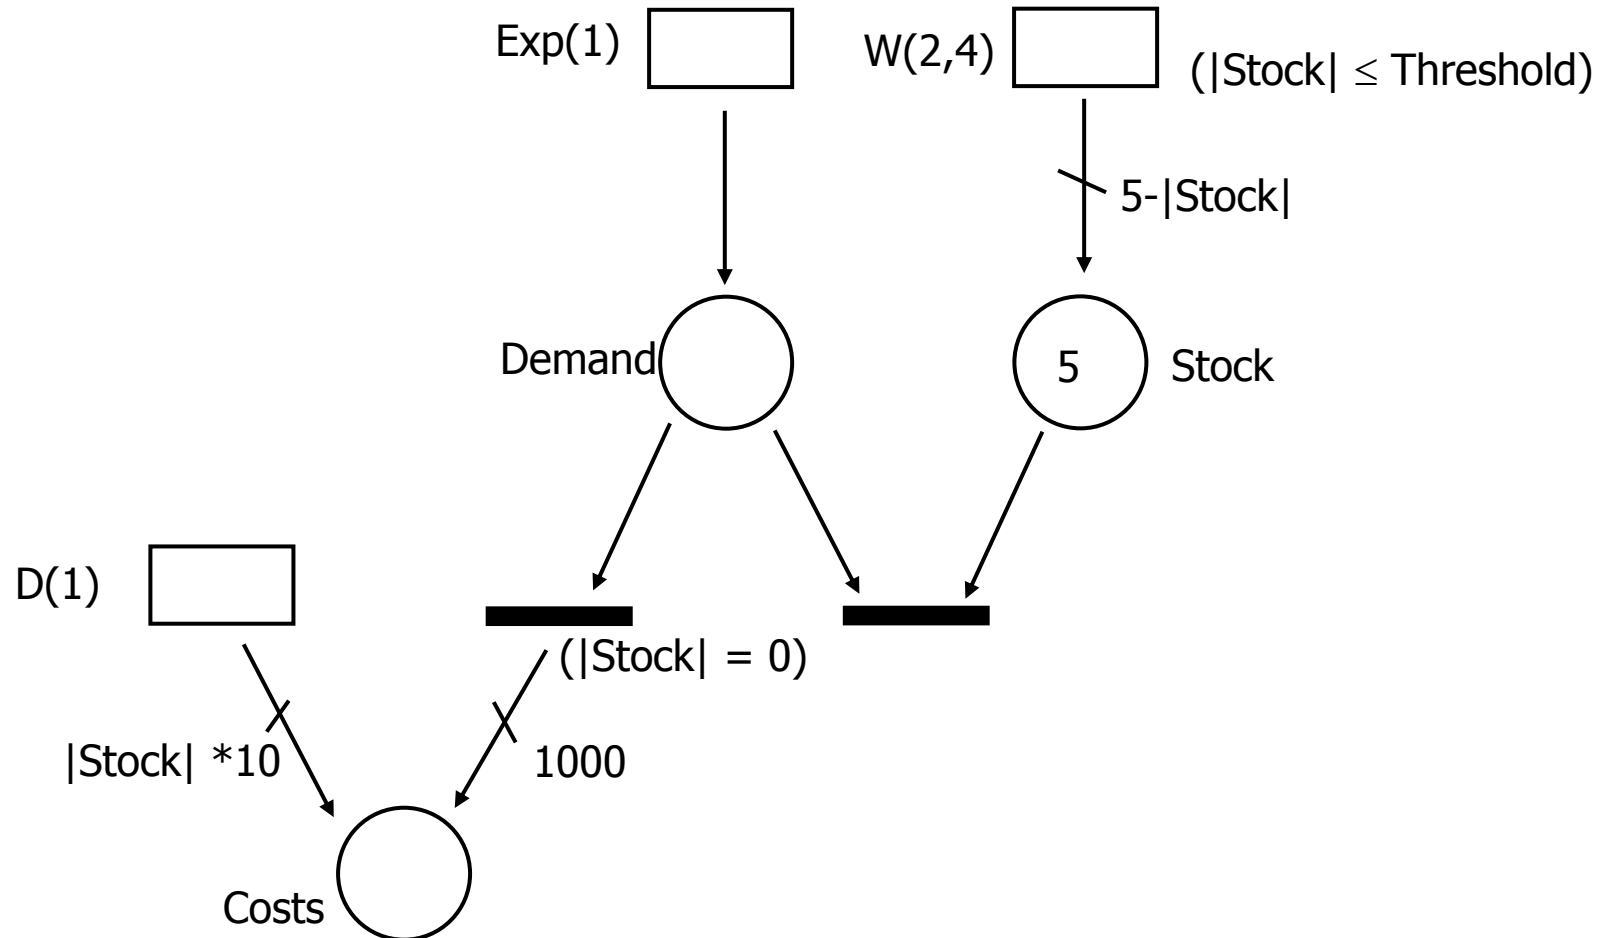 Exp(1)
W(2,4)
(|Stock| ≤ Threshold)
5-|Stock|
Demand
5
Stock
D(1)
(|Stock| = 0)
|Stock| *10
1000
Costs